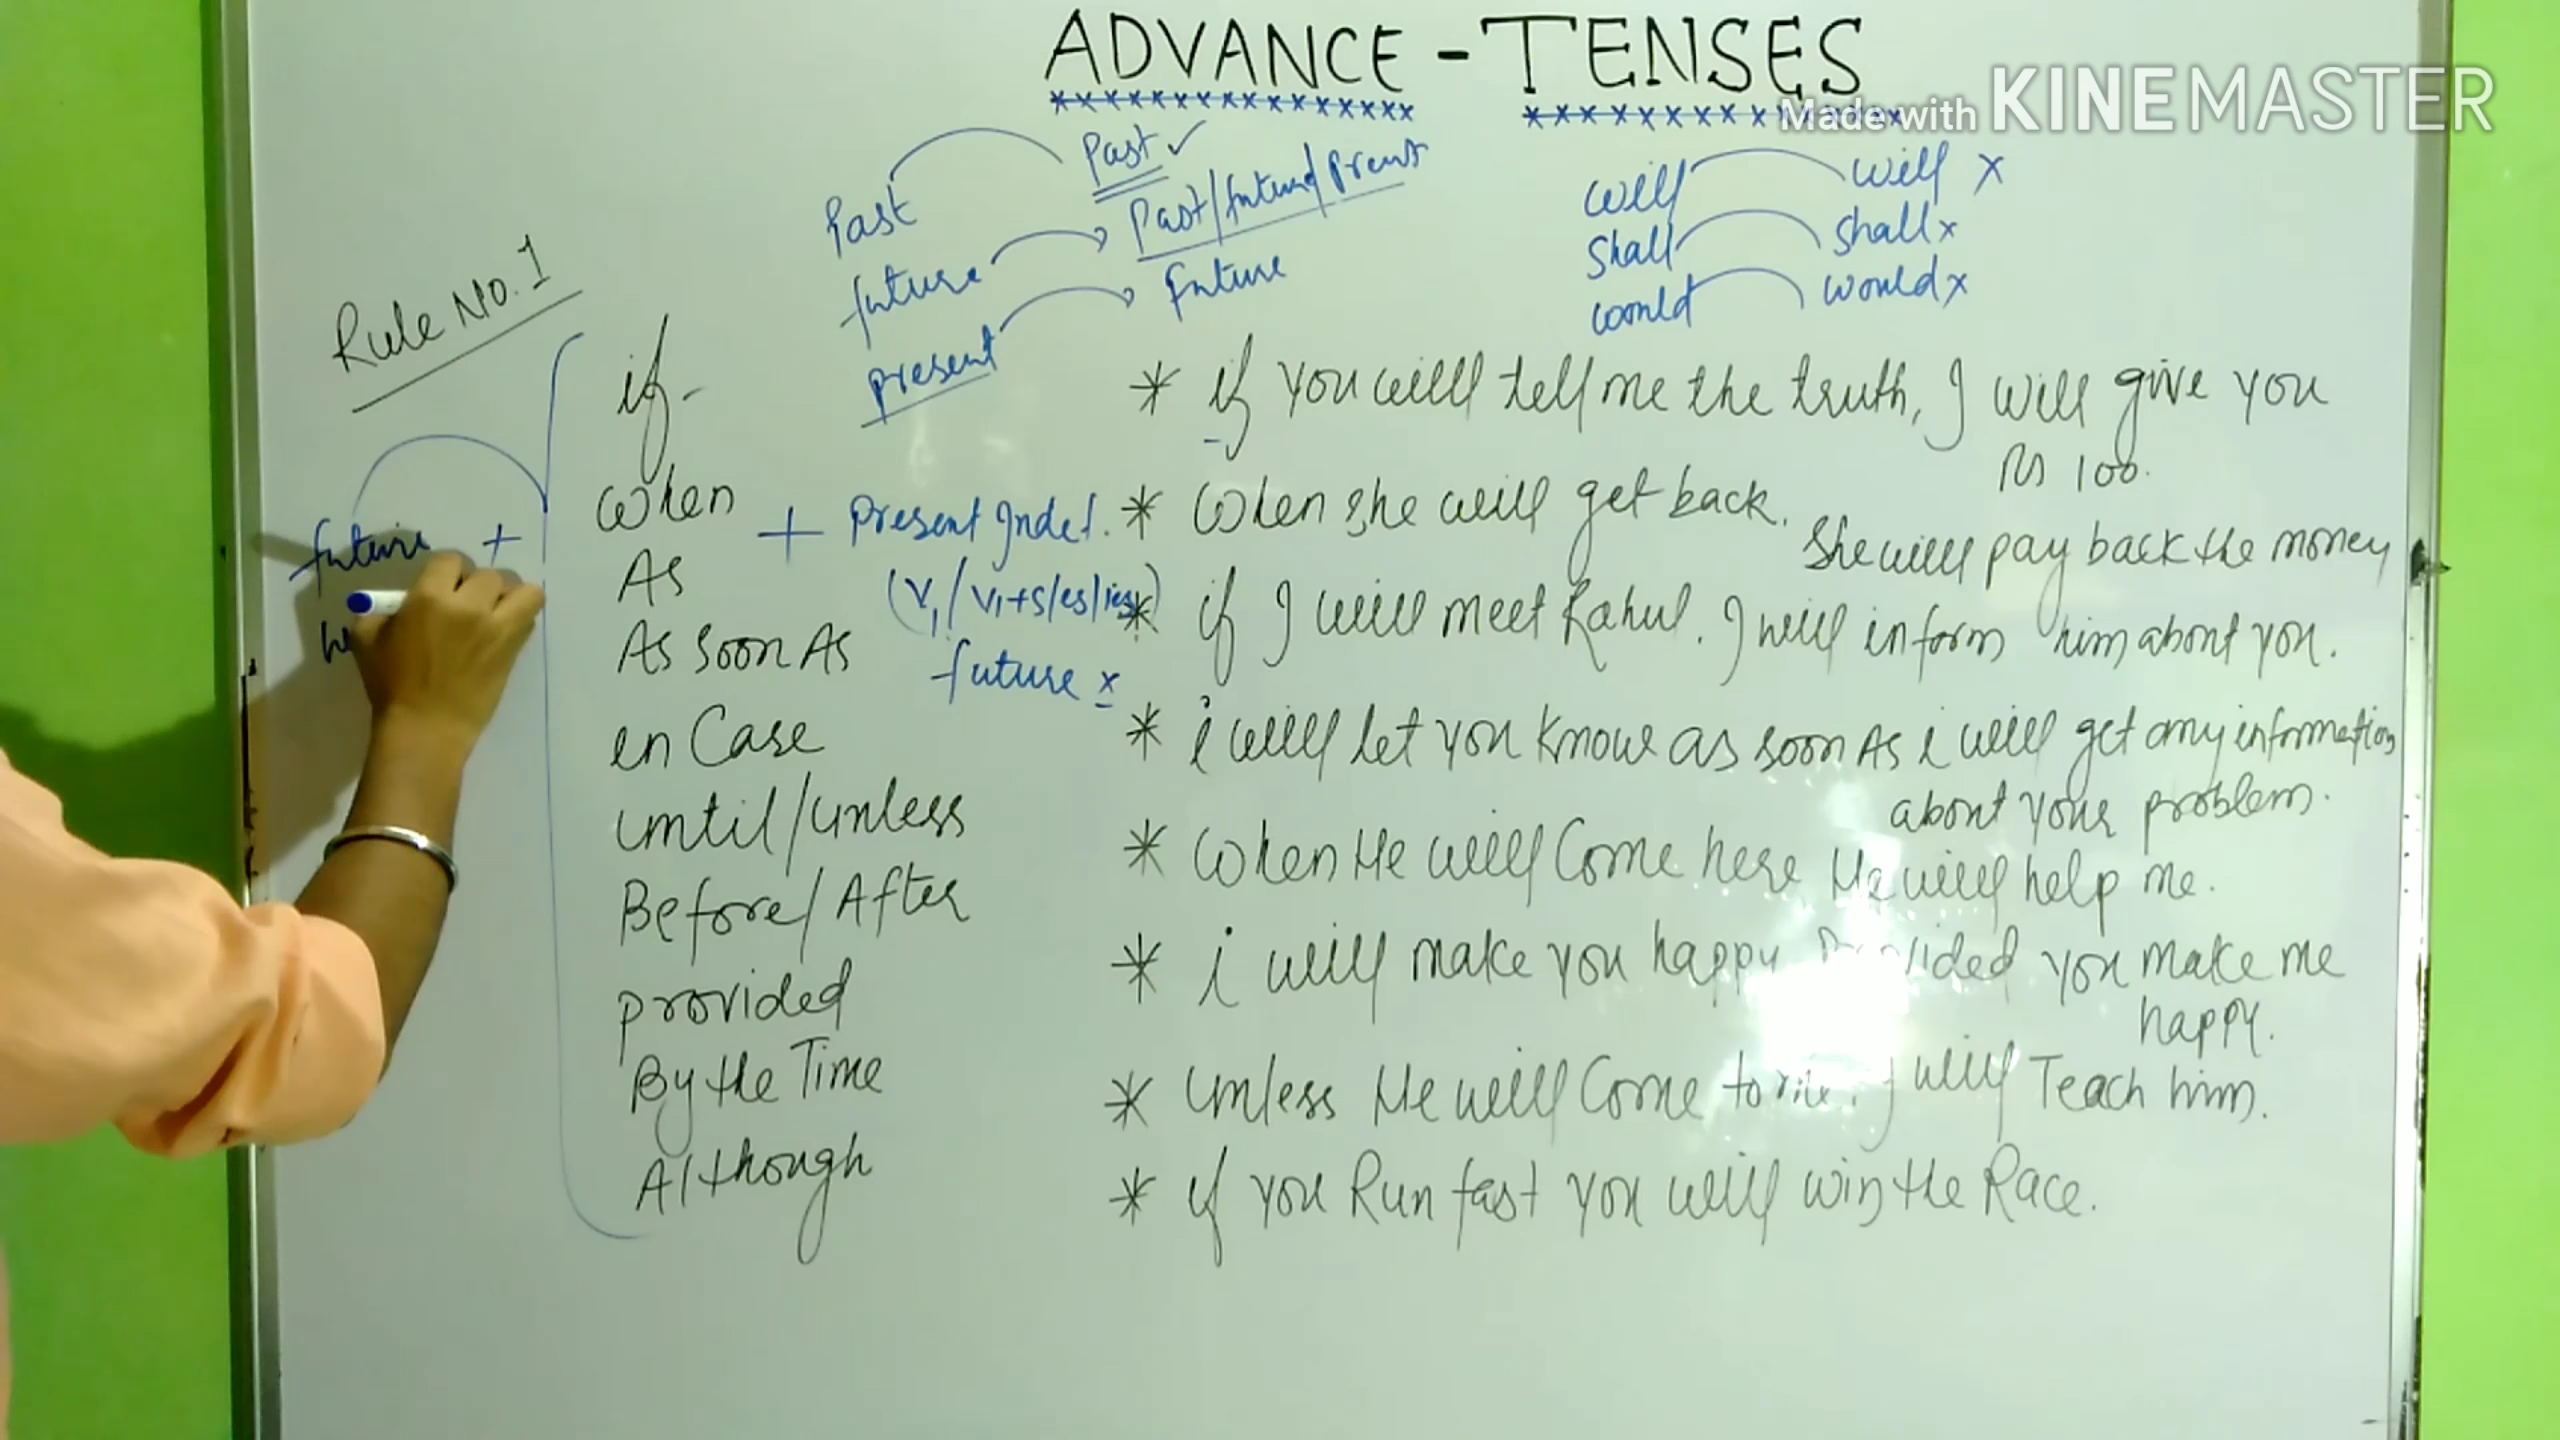 ADVANCE - TENSES
Made with KINEMASTER
Past Past ✓
future Past/future/
present future
will will x
Shall Shall x
would would x
Rule No. 1
future +
if -
when
As
As soon As
en Case
until/unless
Before/After
provided
By the Time
Although
+ Present Indef.
(V1/V1+s/es/ies)
future x
* if you will tell me the truth, I will give you
Rs 100.
* when she will get back.
She will pay back the money
* if I will meet Rahul. I will inform him about you.
* i will let you know as soon As i will get any information
about your problem.
* when He will Come here, He will help me.
* i will make you happy Provided you make me
happy.
* unless He will Come to me. I will Teach him.
* if you Run fast you will win the Race.